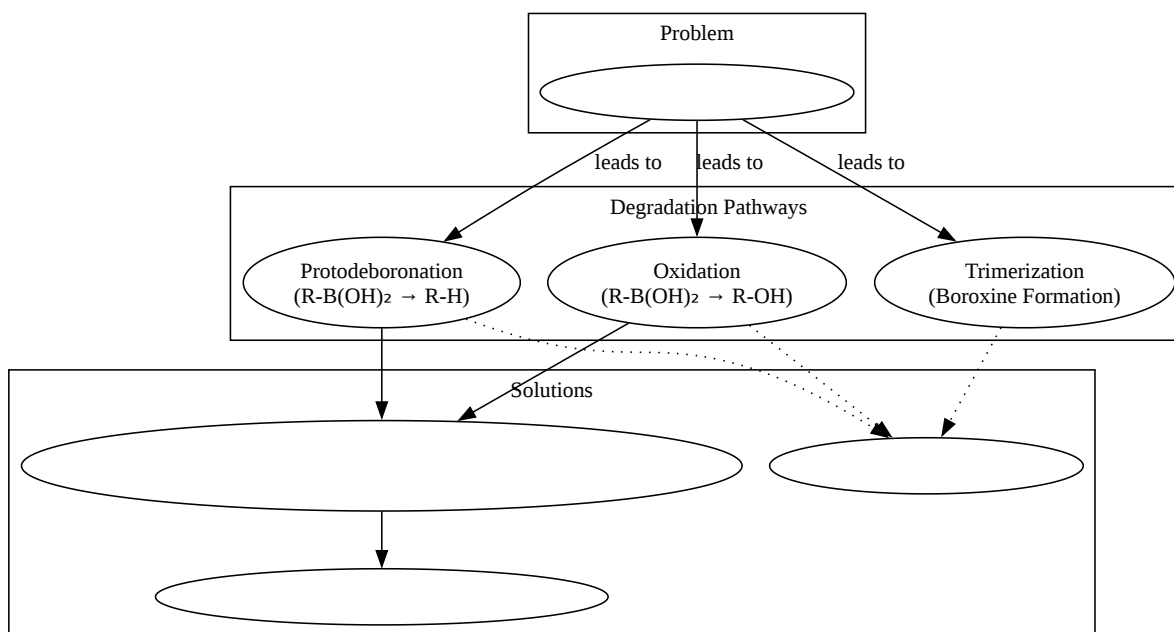 Problem
leads to
leads to
leads to
Degradation Pathways
Protodeboronation
(R-B(OH)₂ → R-H)
Oxidation
(R-B(OH)₂ → R-OH)
Trimerization
(Boroxine Formation)
Solutions